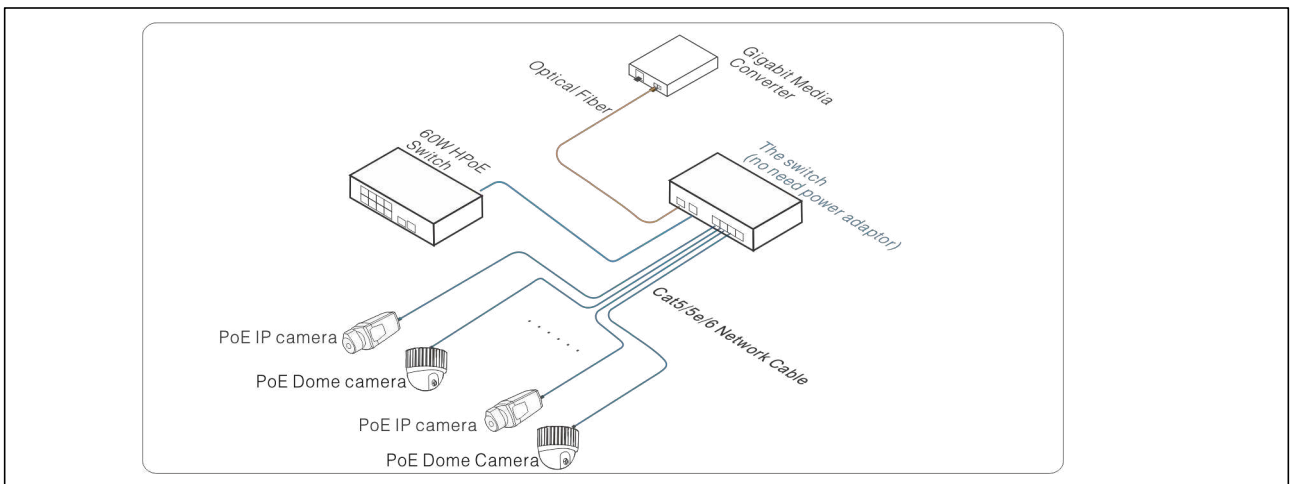 Gigabit Media
Converter
Optical Fiber
60W HPoE
Switch
The switch
(no need power adaptor)
Cat5/5e/6 Network Cable
PoE IP camera
PoE Dome camera
PoE IP camera
PoE Dome Camera